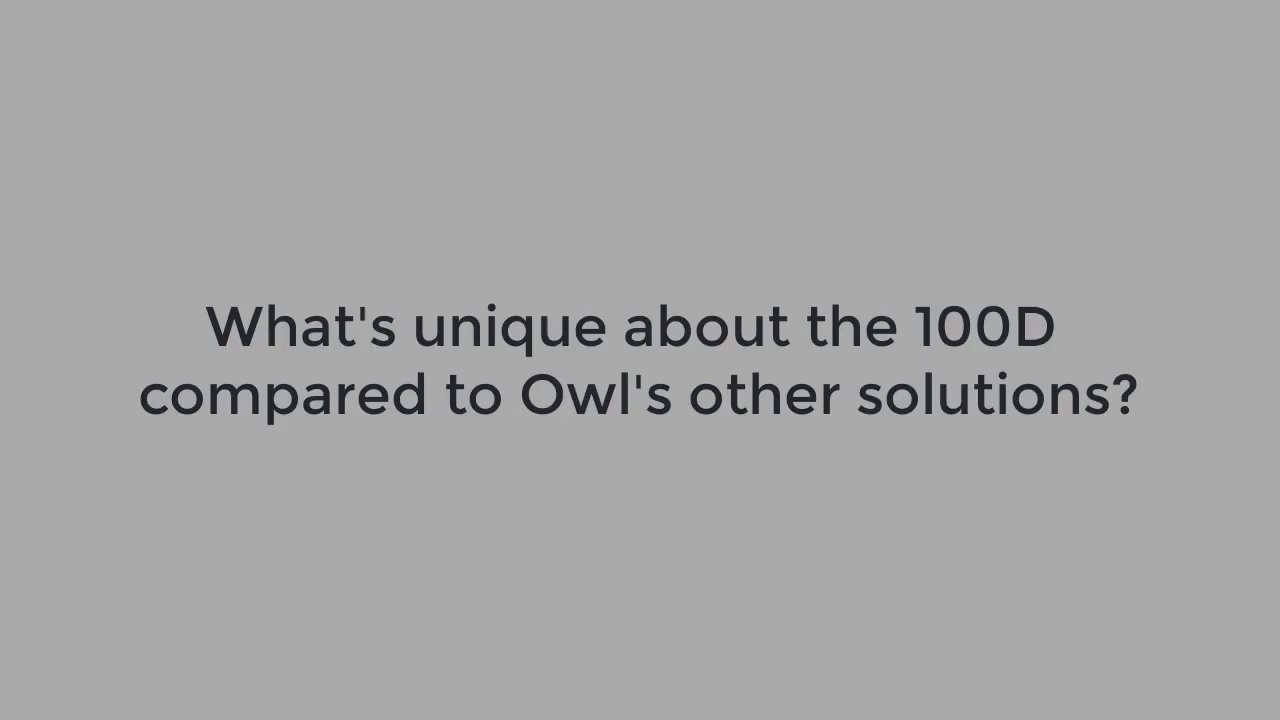 What's unique about the 100D
compared to Owl's other solutions?